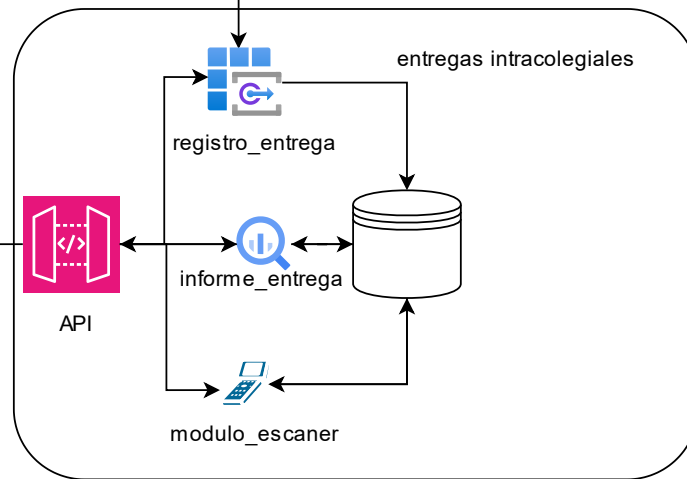 entregas intracolegiales
registro_entrega
</>
informe_entrega
API
modulo_escaner